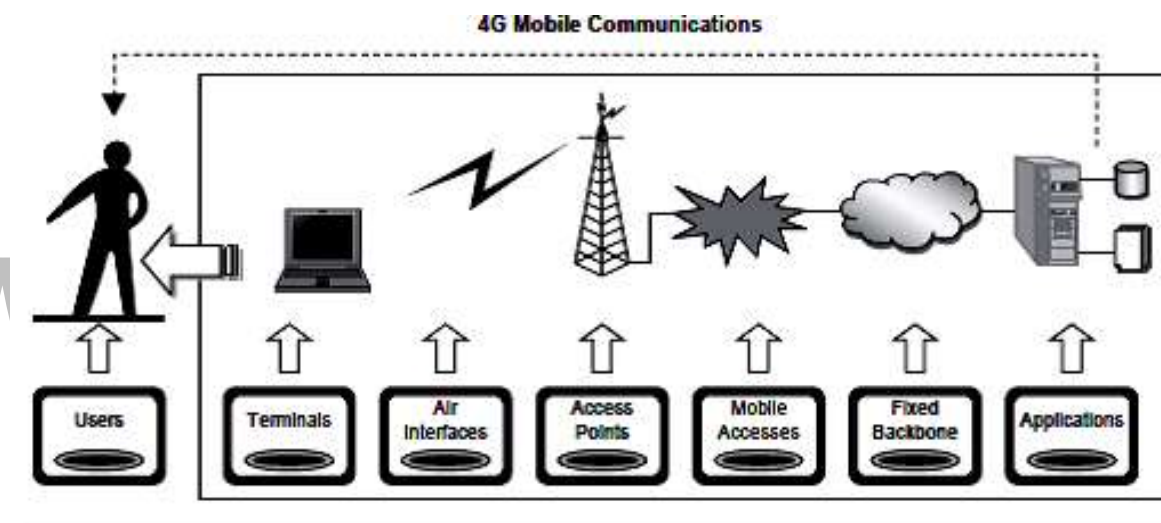 4G Mobile Communications
Users
Terminals
Air
Interfaces
Access
Points
Mobile
Accesses
Fixed
Backbone
Applications